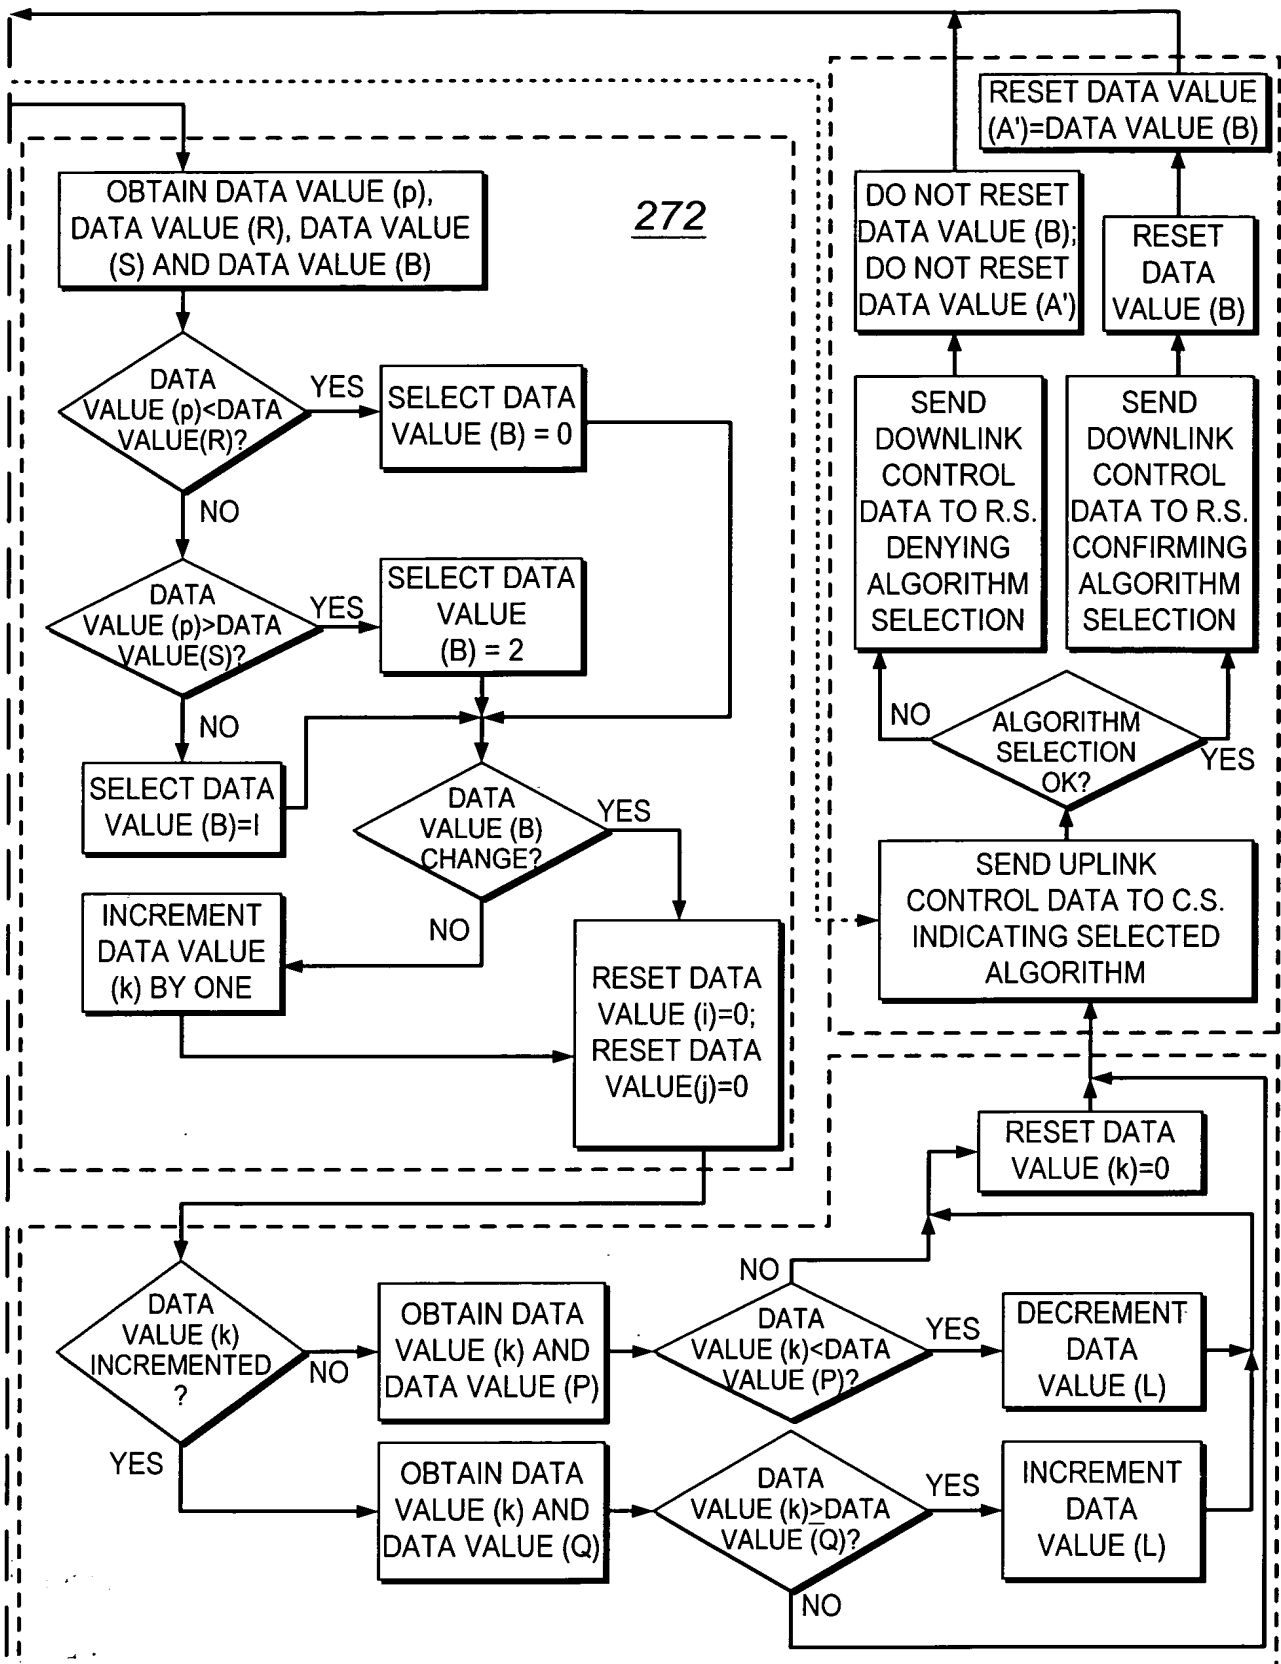 RESET DATA VALUE
(A')=DATA VALUE (B)
OBTAIN DATA VALUE (p),
DATA VALUE (R), DATA VALUE
(S) AND DATA VALUE (B)
272
DO NOT RESET
DATA VALUE (B);
DO NOT RESET
DATA VALUE (A')
RESET
DATA
VALUE (B)
DATA
VALUE (p)<DATA
VALUE(R)?
YES
SELECT DATA
VALUE (B) = 0
NO
SEND
DOWNLINK
CONTROL
DATA TO R.S.
DENYING
ALGORITHM
SELECTION
SEND
DOWNLINK
CONTROL
DATA TO R.S.
CONFIRMING
ALGORITHM
SELECTION
DATA
VALUE (p)>DATA
VALUE(S)?
YES
SELECT DATA
VALUE
(B) = 2
NO
SELECT DATA
VALUE (B)=I
NO
ALGORITHM
SELECTION
OK?
YES
DATA
VALUE (B)
CHANGE?
YES
NO
INCREMENT
DATA VALUE
(k) BY ONE
SEND UPLINK
CONTROL DATA TO C.S.
INDICATING SELECTED
ALGORITHM
RESET DATA
VALUE (i)=0;
RESET DATA
VALUE(j)=0
RESET DATA
VALUE (k)=0
DATA
VALUE (k)
INCREMENTED
?
NO
YES
OBTAIN DATA
VALUE (k) AND
DATA VALUE (P)
NO
DATA
VALUE (k)<DATA
VALUE (P)?
YES
DECREMENT
DATA
VALUE (L)
OBTAIN DATA
VALUE (k) AND
DATA VALUE (Q)
DATA
VALUE (k)≥DATA
VALUE (Q)?
YES
NO
INCREMENT
DATA
VALUE (L)